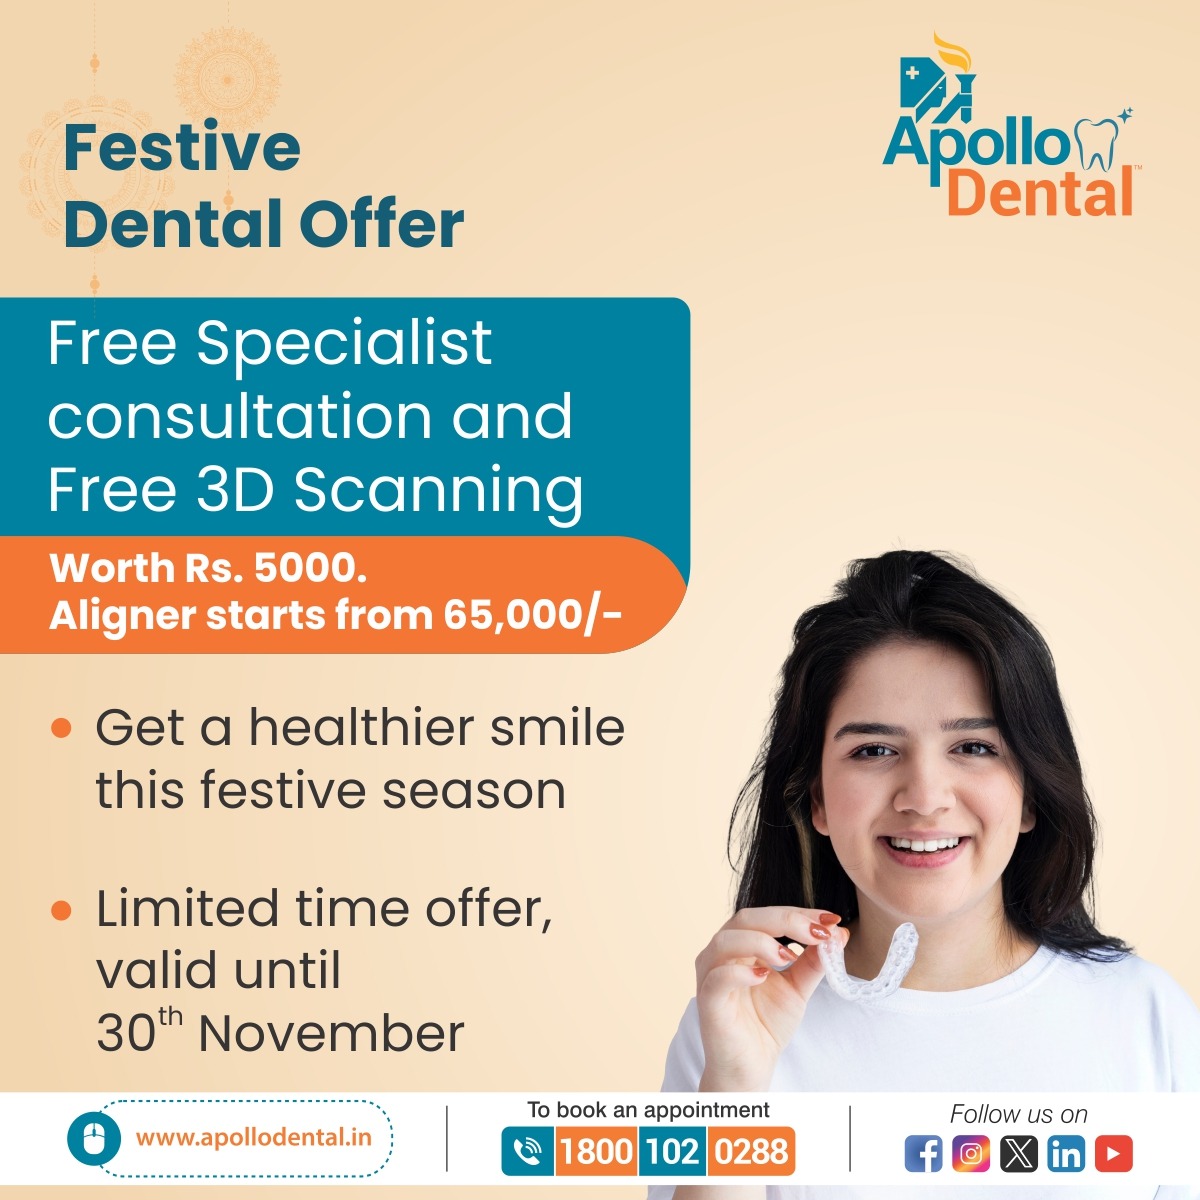 Festive
Dental Offer
Apollo
Dental™
Free Specialist
consultation and
Free 3D Scanning
Worth Rs. 5000.
Aligner starts from 65,000/-
• Get a healthier smile
this festive season
• Limited time offer,
valid until
30th November
www.apollodental.in
To book an appointment
1800 102 0288
Follow us on